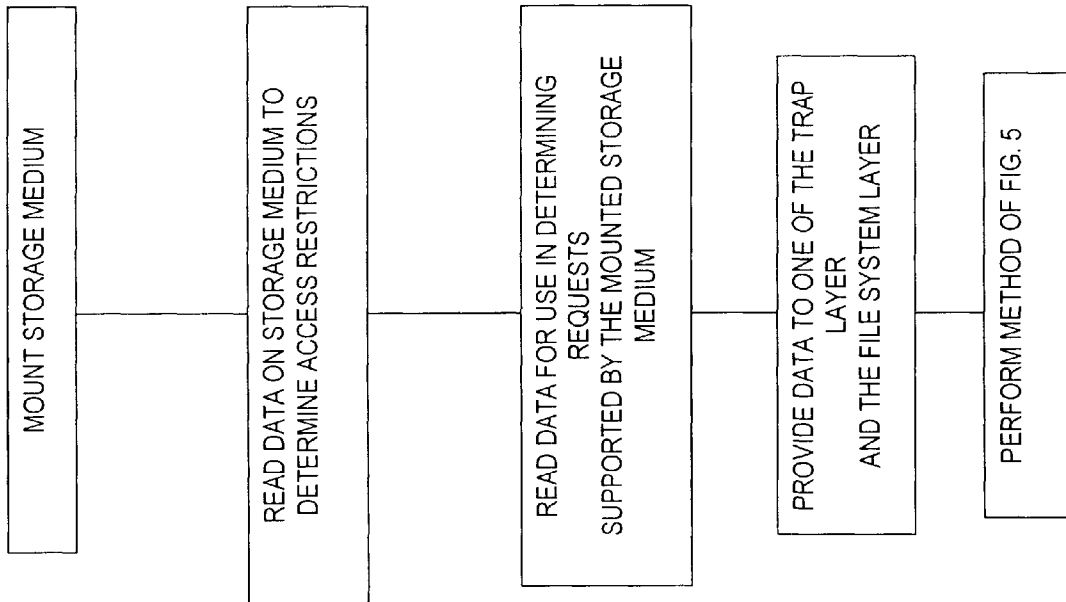 MOUNT STORAGE MEDIUM
READ DATA ON STORAGE MEDIUM TO
DETERMINE ACCESS RESTRICTIONS
READ DATA FOR USE IN DETERMINING
REQUESTS
SUPPORTED BY THE MOUNTED STORAGE
MEDIUM
PROVIDE DATA TO ONE OF THE TRAP
LAYER
AND THE FILE SYSTEM LAYER
PERFORM METHOD OF FIG. 5